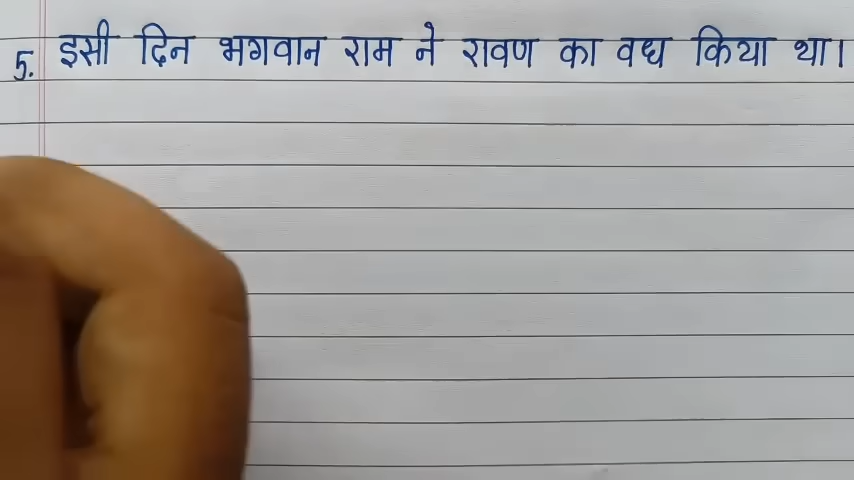 5. इसी दिन भगवान राम ने रावण का वध किया था।